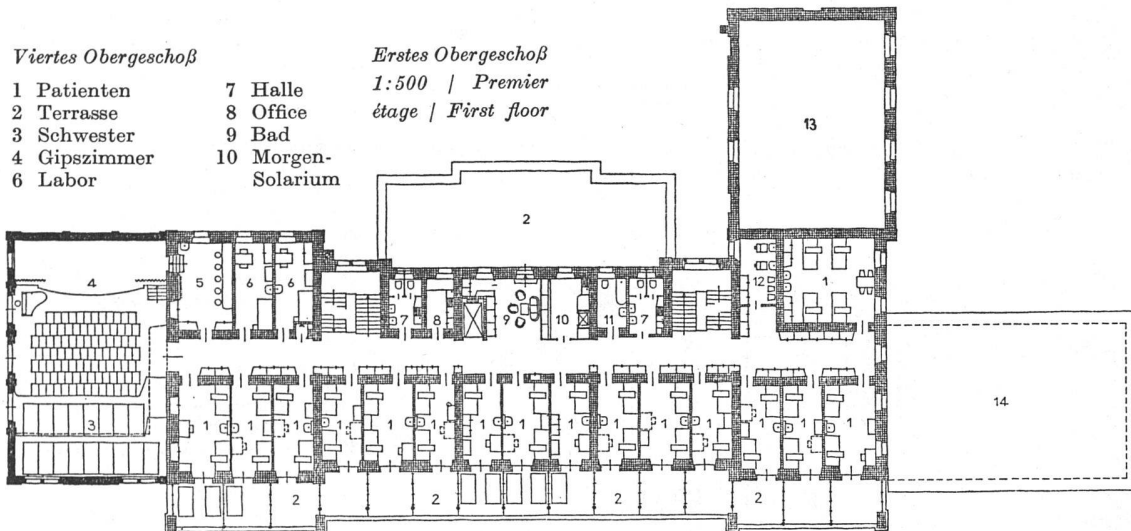 Viertes Obergeschoß
1 Patienten
2 Terrasse
3 Schwester
4 Gipszimmer
6 Labor
7 Halle
8 Office
9 Bad
10 Morgen-
Solarium
Erstes Obergeschoß
1:500 | Premier
étage | First floor
13
2
4 5 6 6 12 1
7 8 9 10 11 7
3 1 1 1 1 1 1 1 1 1 1 1 1 1 1 14
2 2 2 2